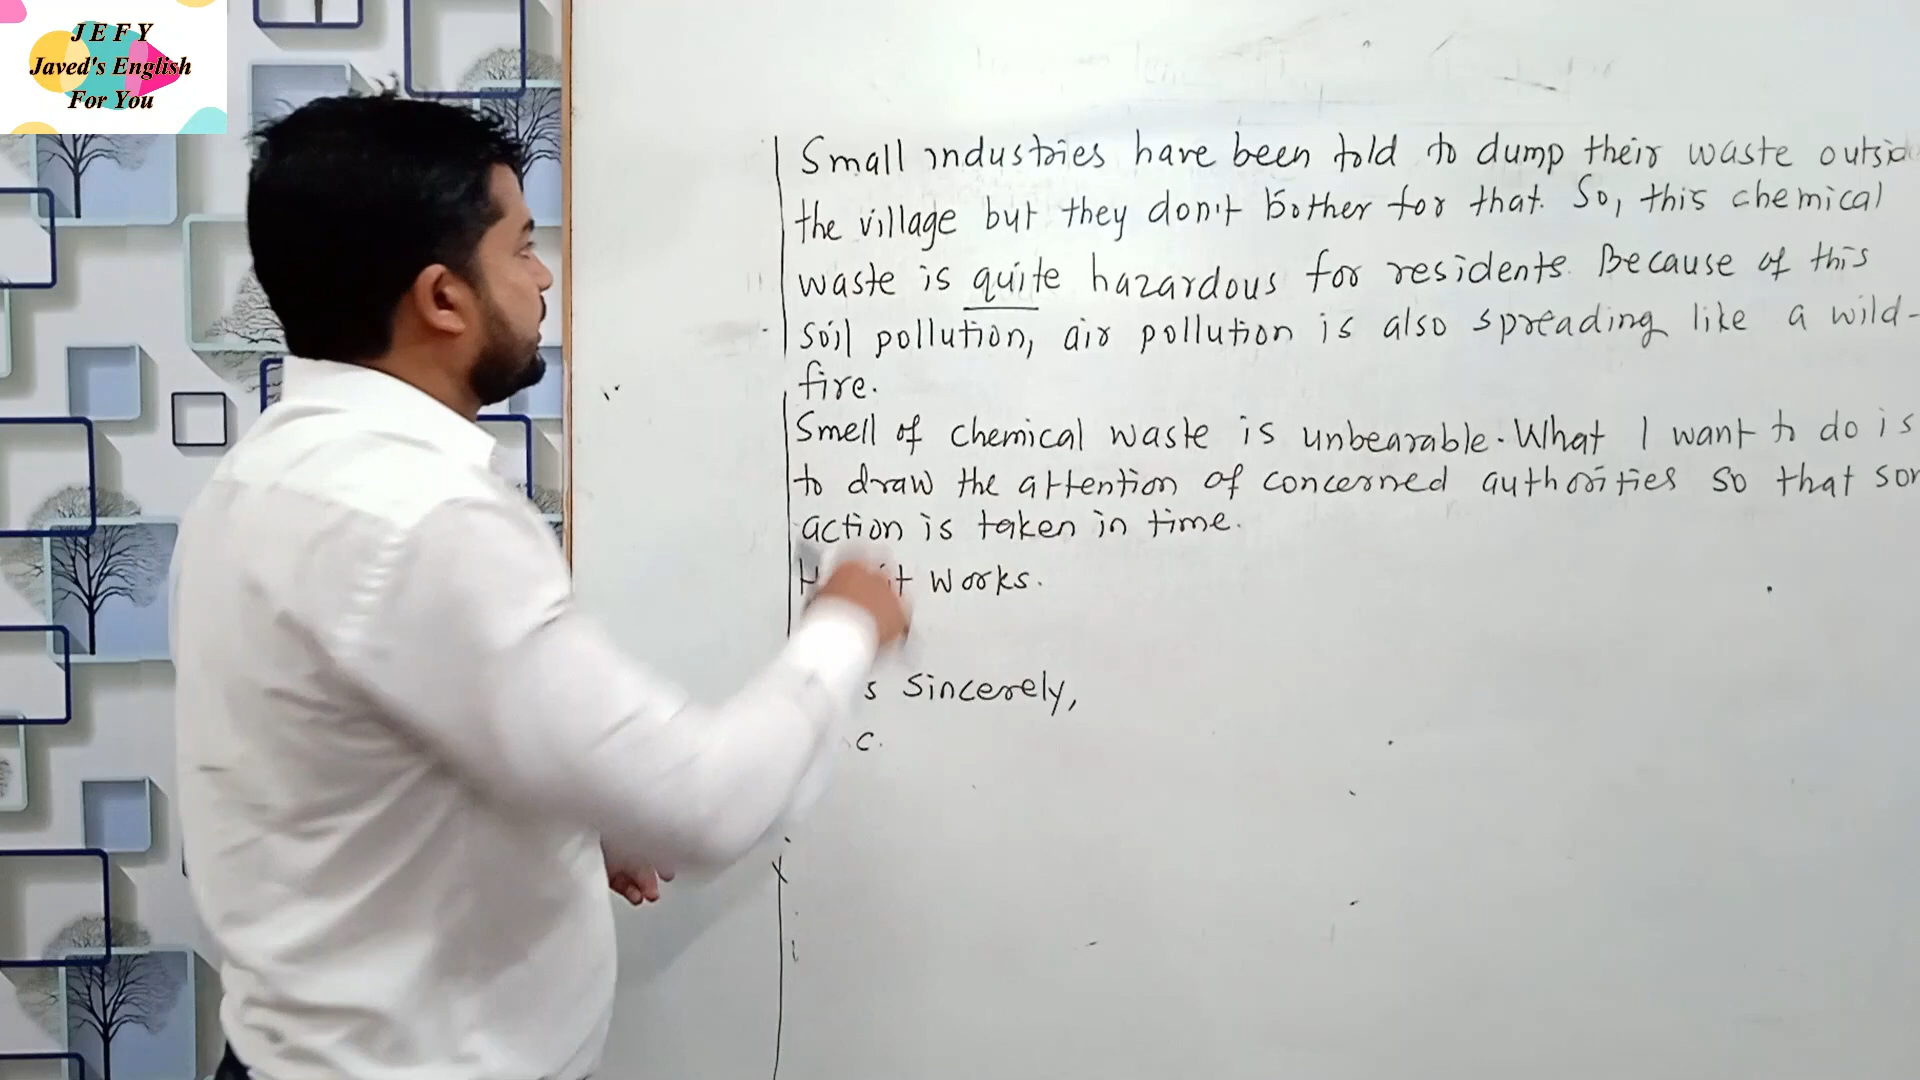 JEFY
Javed's English
For You
Small industries have been told to dump their waste outsid
the village but they don't bother for that. So, this chemical
waste is quite hazardous for residents. Because of this
soil pollution, air pollution is also spreading like a wild-
fire.
Smell of chemical waste is unbearable. What I want to do is
to draw the attention of concerned authorities so that som
action is taken in time.
it works.
s Sincerely,
c.